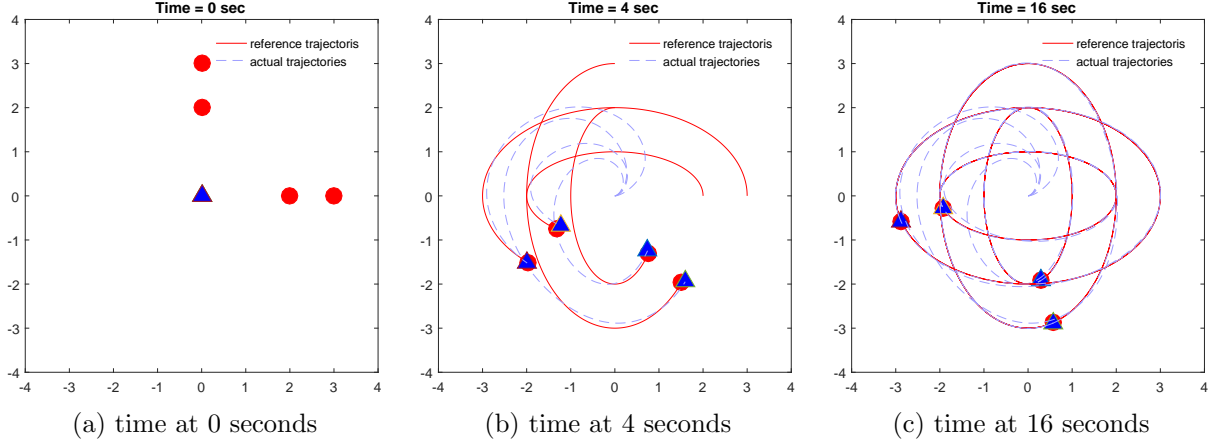 Time = 0 sec
reference trajectoris
actual trajectories
4
3
2
1
0
-1
-2
-3
-4
-4 -3 -2 -1 0 1 2 3 4
(a) time at 0 seconds
Time = 4 sec
reference trajectoris
actual trajectories
4
3
2
1
0
-1
-2
-3
-4
-4 -3 -2 -1 0 1 2 3 4
(b) time at 4 seconds
Time = 16 sec
reference trajectoris
actual trajectories
4
3
2
1
0
-1
-2
-3
-4
-4 -3 -2 -1 0 1 2 3 4
(c) time at 16 seconds